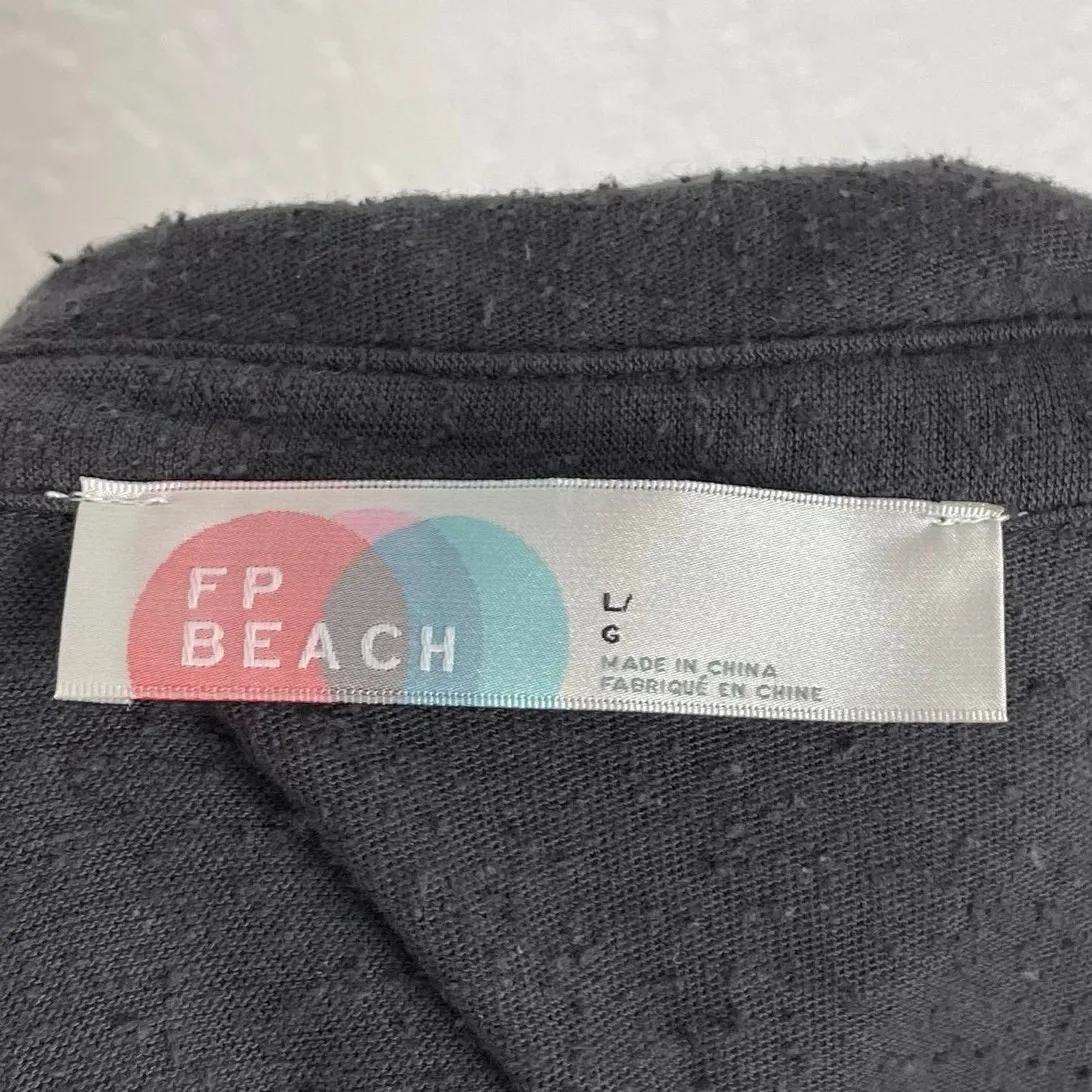 FP
BEACH
L/
G
MADE IN CHINA
FABRIQUÉ EN CHINE